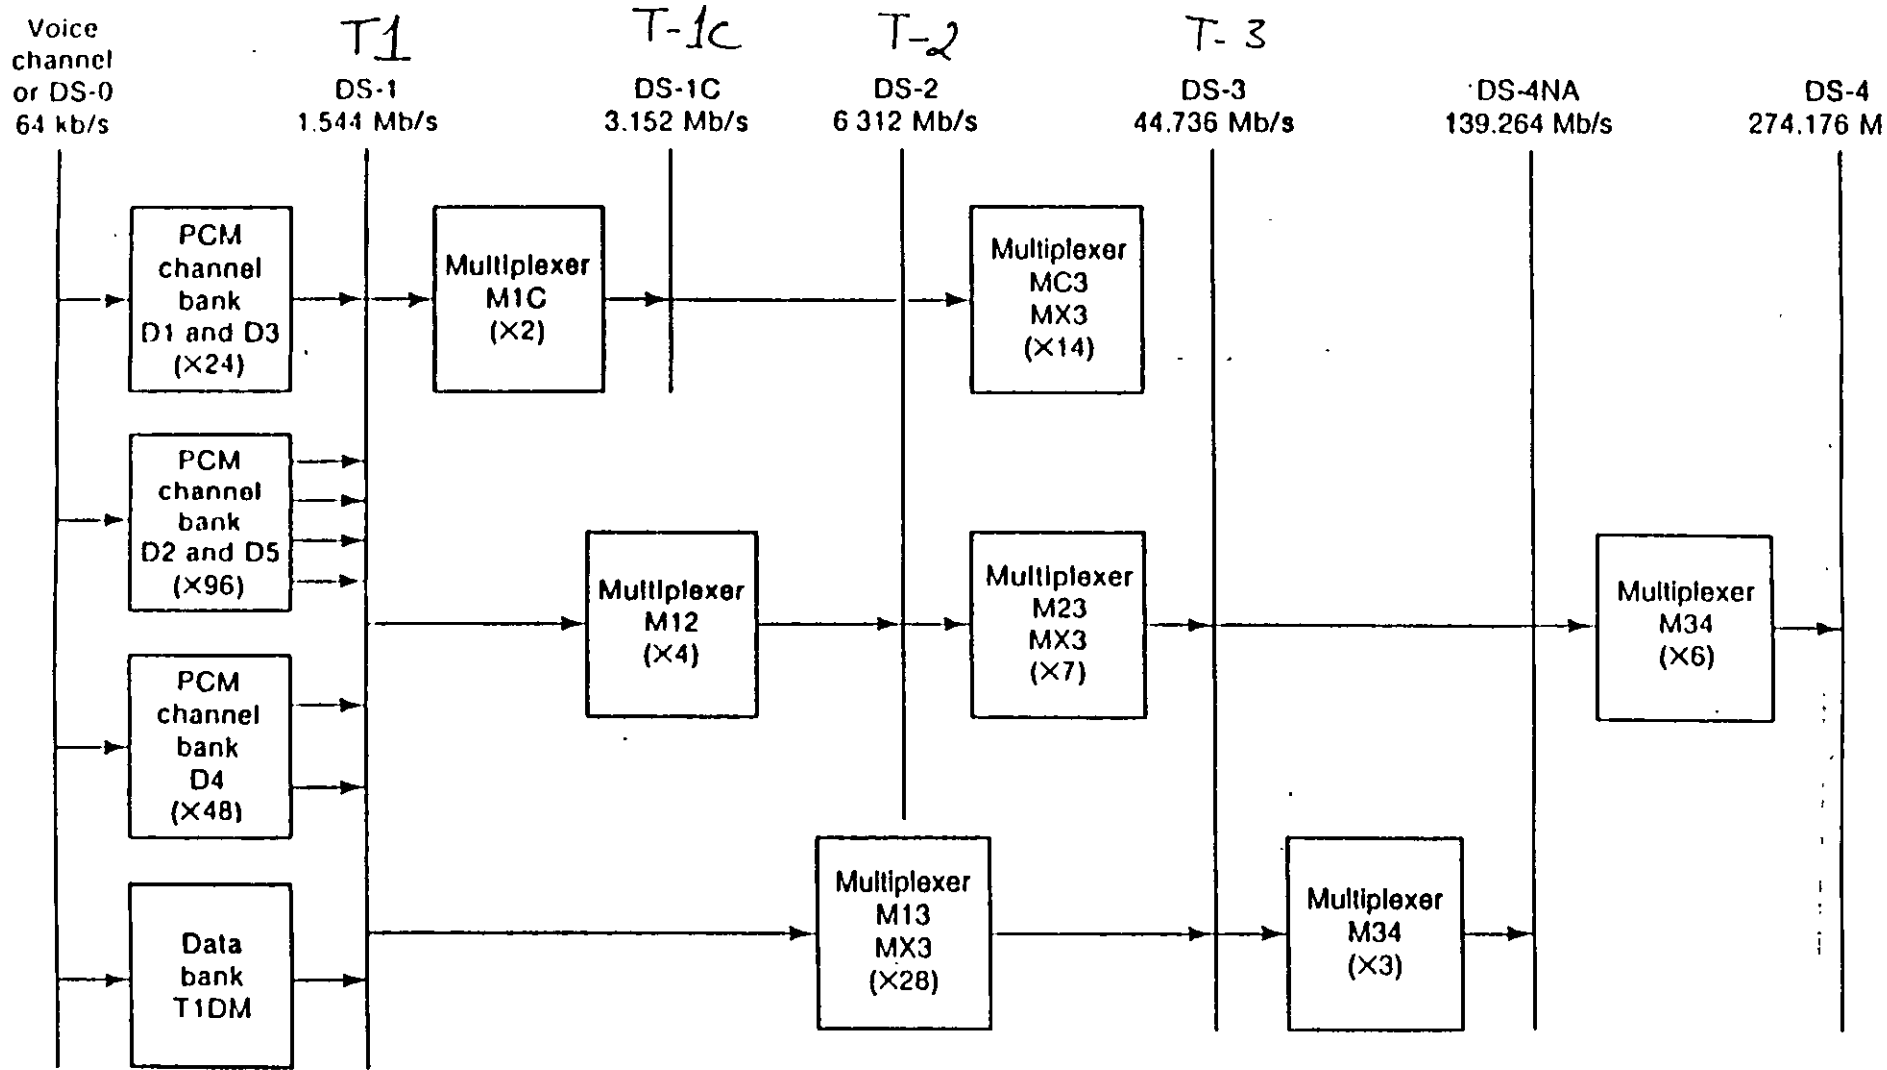 Voice
channel
or DS-0
64 kb/s
T1
DS-1
1.544 Mb/s
T-1C
DS-1C
3.152 Mb/s
T-2
DS-2
6 312 Mb/s
T-3
DS-3
44.736 Mb/s
DS-4NA
139.264 Mb/s
DS-4
274.176 M
PCM
channel
bank
D1 and D3
(×24)
Multiplexer
M1C
(×2)
Multiplexer
MC3
MX3
(×14)
PCM
channel
bank
D2 and D5
(×96)
Multiplexer
M12
(×4)
Multiplexer
M23
MX3
(×7)
Multiplexer
M34
(×6)
PCM
channel
bank
D4
(×48)
Multiplexer
M13
MX3
(×28)
Multiplexer
M34
(×3)
Data
bank
T1DM